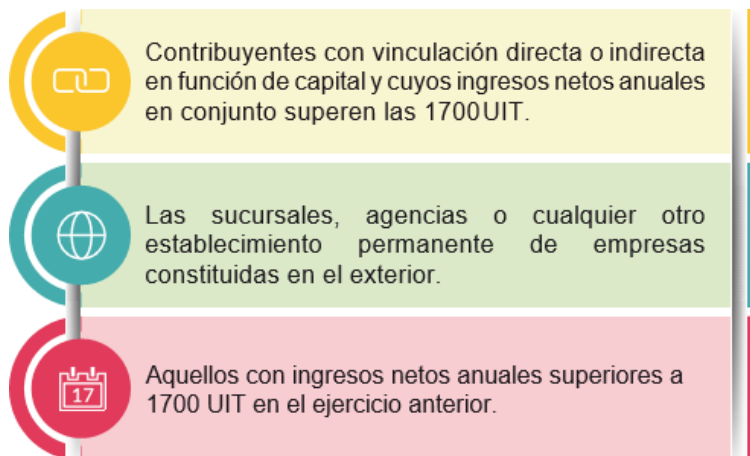 Contribuyentes con vinculación directa o indirecta
en función de capital y cuyos ingresos netos anuales
en conjunto superen las 1700 UIT.
Las sucursales, agencias o cualquier otro
establecimiento permanente de empresas
constituidas en el exterior.
17
Aquellos con ingresos netos anuales superiores a
1700 UIT en el ejercicio anterior.